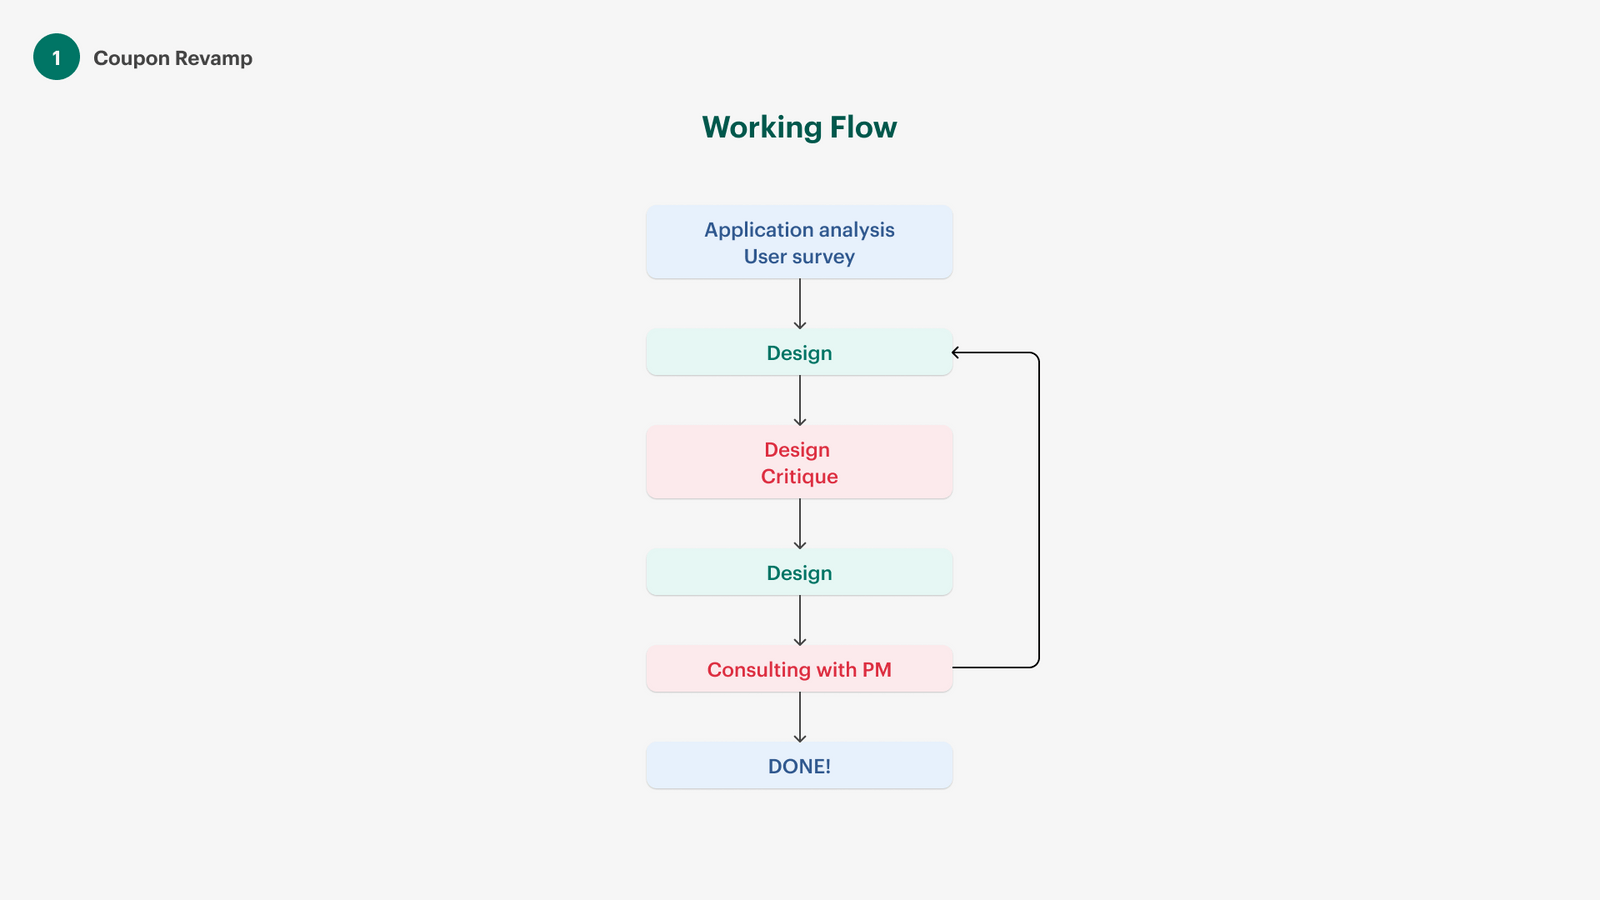 1
Coupon Revamp
Working Flow
Application analysis
User survey
Design
Design
Critique
Design
Consulting with PM
DONE!